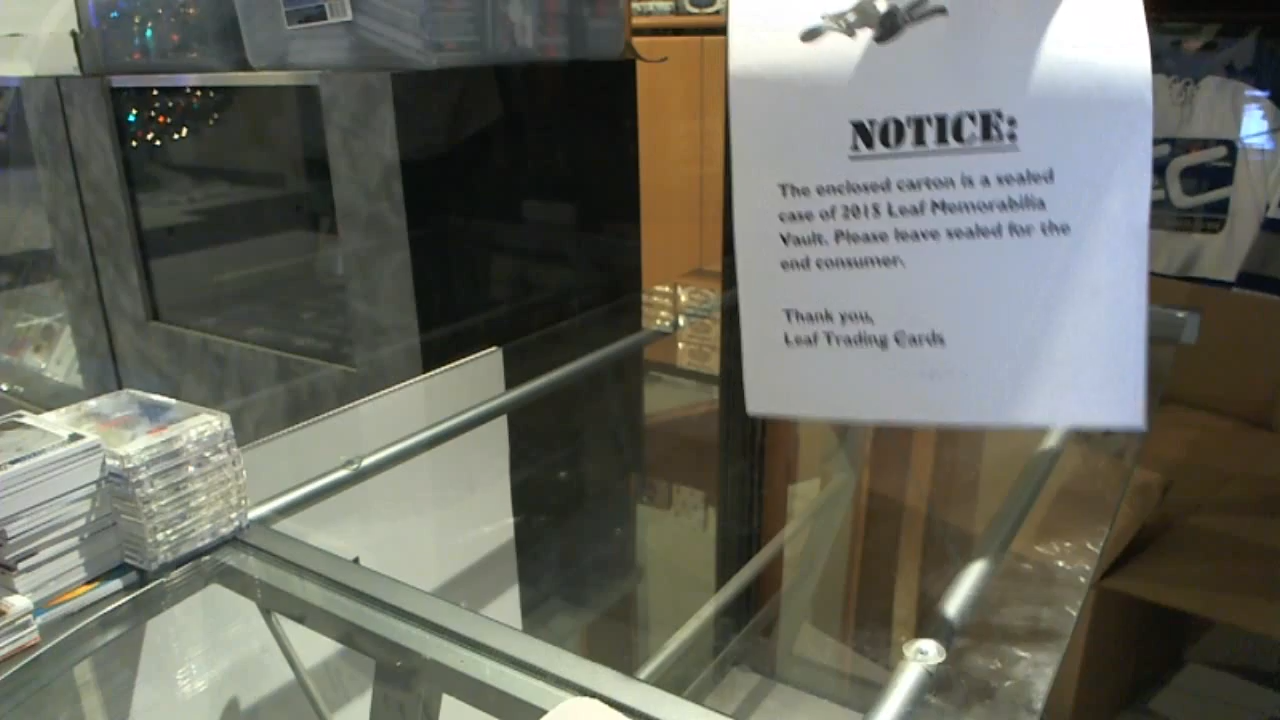 NOTICE:
The enclosed carton is a sealed
case of 2015 Leaf Memorabilia
Vault. Please leave sealed for the
end consumer.
Thank you,
Leaf Trading Cards